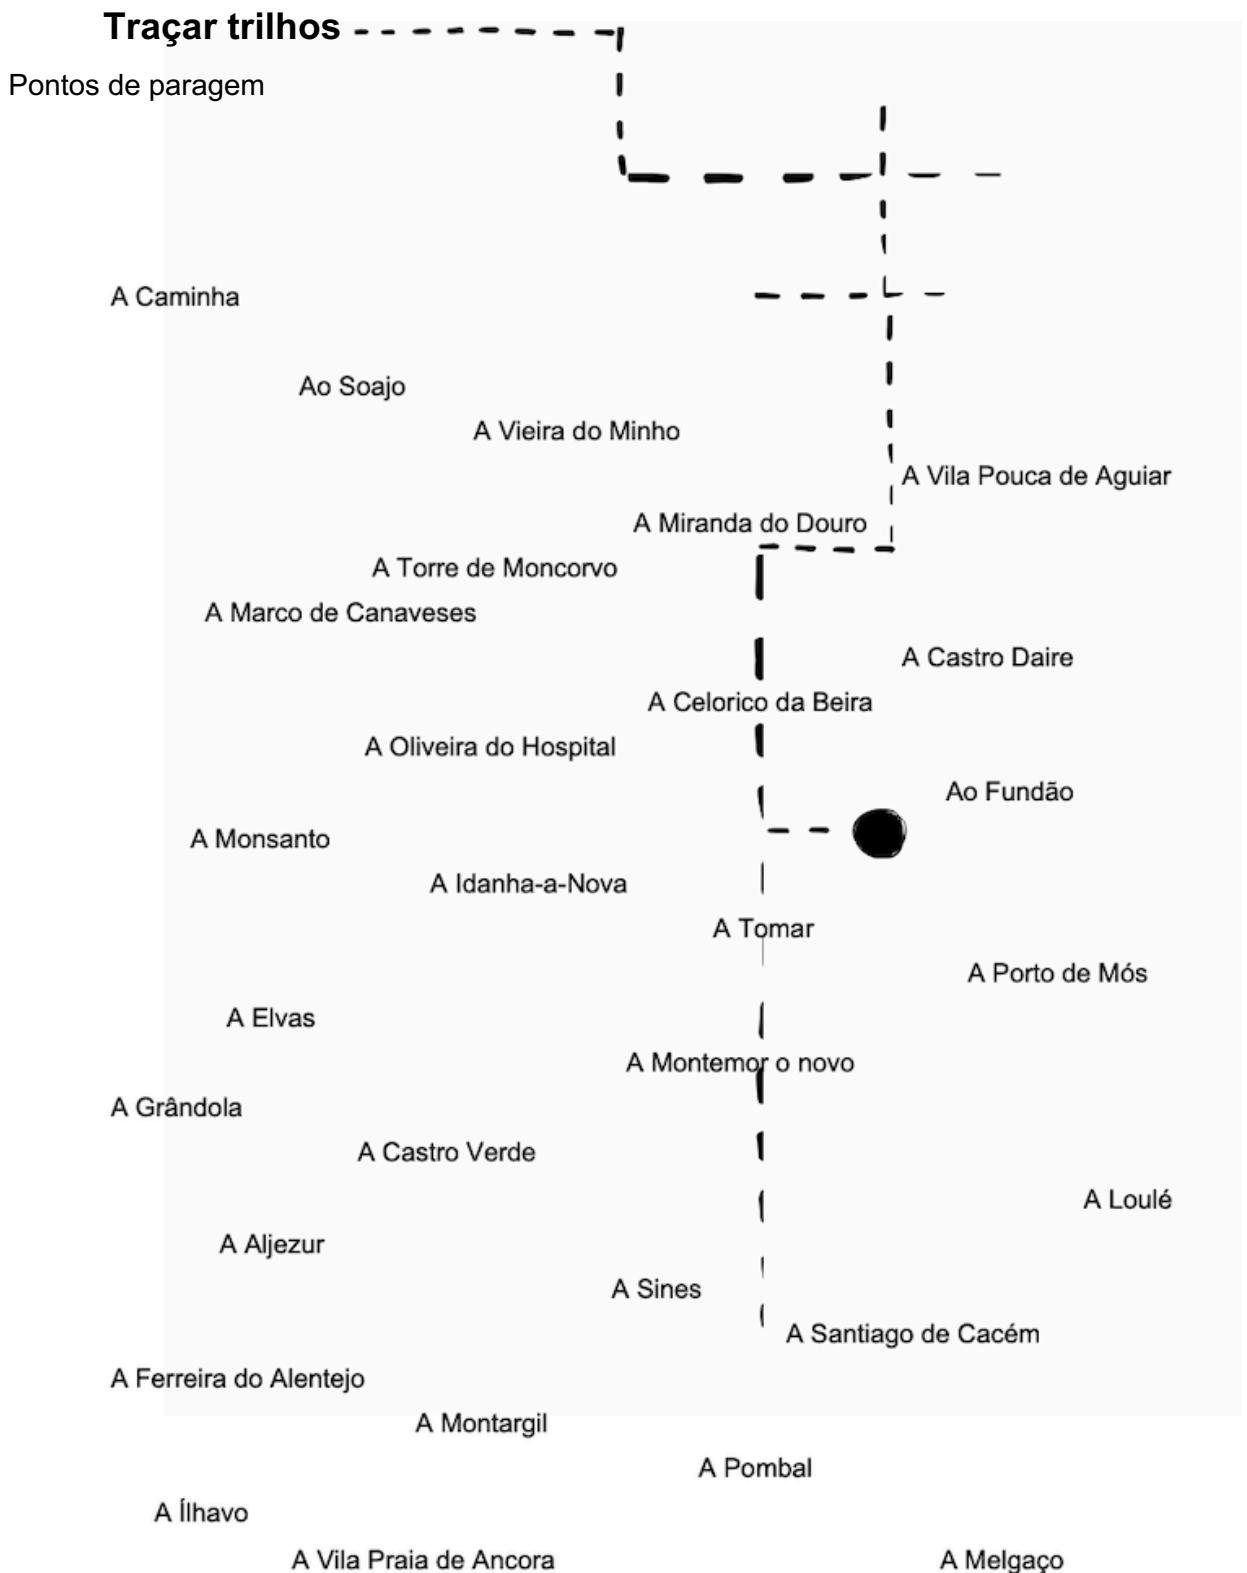 Traçar trilhos
Pontos de paragem
A Caminha
Ao Soajo
A Vieira do Minho
A Vila Pouca de Aguiar
A Miranda do Douro
A Torre de Moncorvo
A Marco de Canaveses
A Castro Daire
A Celorico da Beira
A Oliveira do Hospital
Ao Fundão
A Monsanto
A Idanha-a-Nova
A Tomar
A Porto de Mós
A Elvas
A Montemor o novo
A Grândola
A Castro Verde
A Loulé
A Aljezur
A Sines
A Santiago de Cacém
A Ferreira do Alentejo
A Montargil
A Pombal
A Ílhavo
A Vila Praia de Ancora
A Melgaço